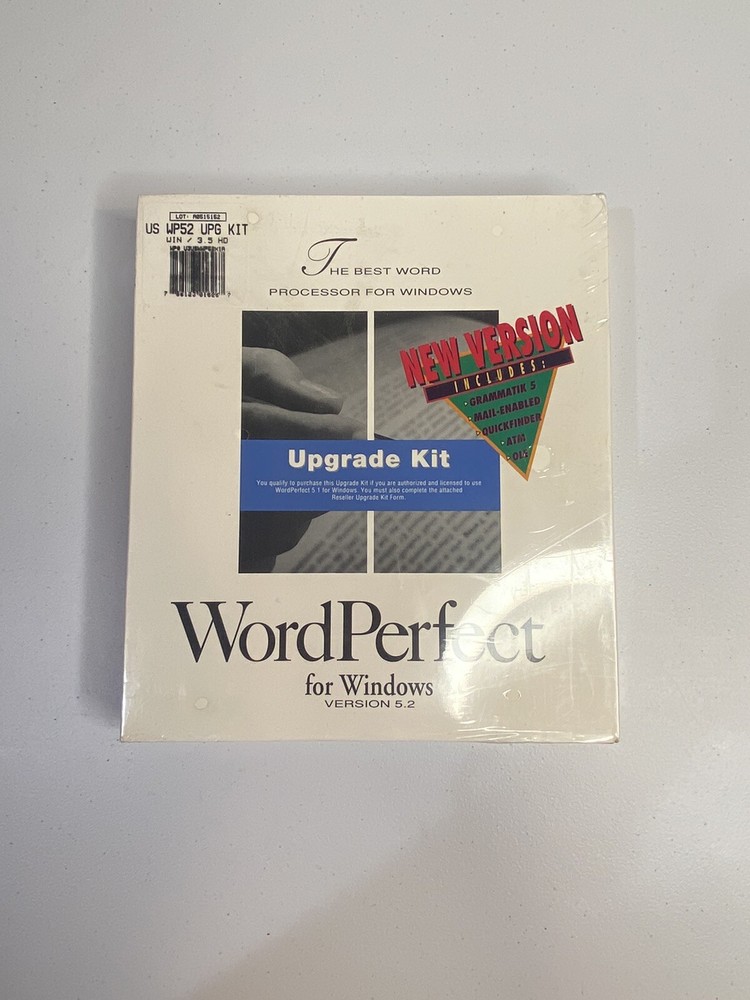 LOT- A0515152
US WP52 UPG KIT
WIN / 3.5 HD
THE BEST WORD
PROCESSOR FOR WINDOWS
NEW VERSION
INCLUDES:
• GRAMMATIK 5
• MAIL-ENABLED
• QUICKFINDER
• ATM
• OLE
Upgrade Kit
You qualify to purchase this Upgrade Kit if you are authorized and licensed to use
WordPerfect 5.1 for Windows. You must also complete the attached
Reseller Upgrade Kit Form.
WordPerfect
for Windows
VERSION 5.2